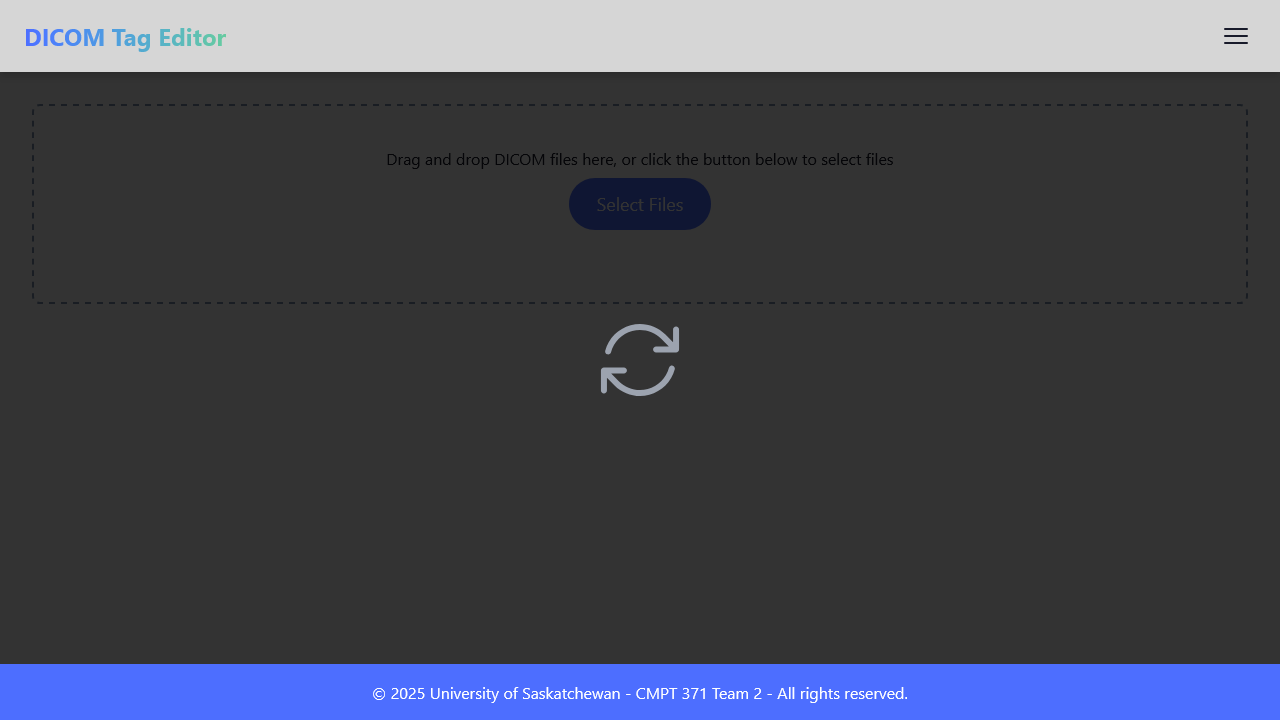 DICOM Tag Editor
Drag and drop DICOM files here, or click the button below to select files
Select Files
© 2025 University of Saskatchewan - CMPT 371 Team 2 - All rights reserved.